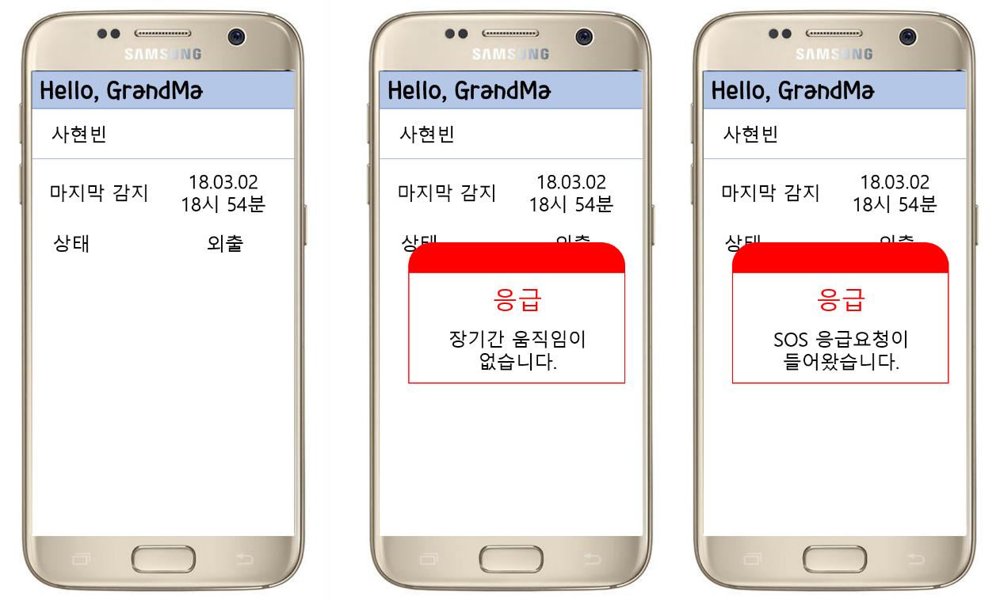 SAMSUNG
Hello, GrandMa
사현빈
마지막 감지
18.03.02
18시 54분
상태
외출
SAMSUNG
Hello, GrandMa
사현빈
마지막 감지
18.03.02
18시 54분
상태
외출
응급
장기간 움직임이
없습니다.
SAMSUNG
Hello, GrandMa
사현빈
마지막 감지
18.03.02
18시 54분
상태
외출
응급
SOS 응급요청이
들어왔습니다.